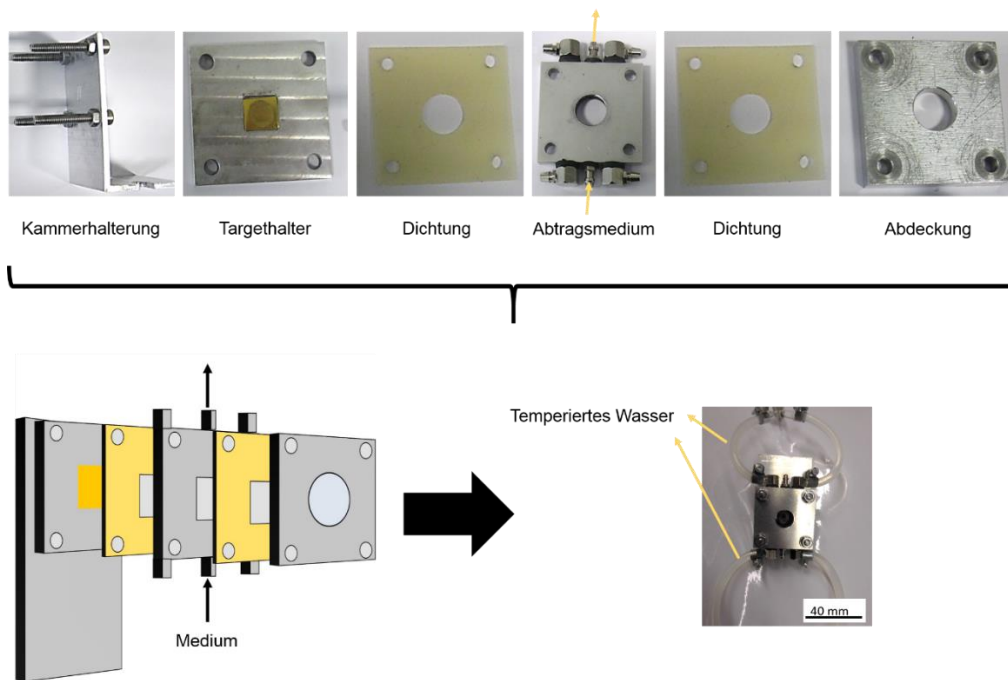 Kammerhalterung
Targethalter
Dichtung
Abtragsmedium
Dichtung
Abdeckung
Temperiertes Wasser
40 mm
Medium